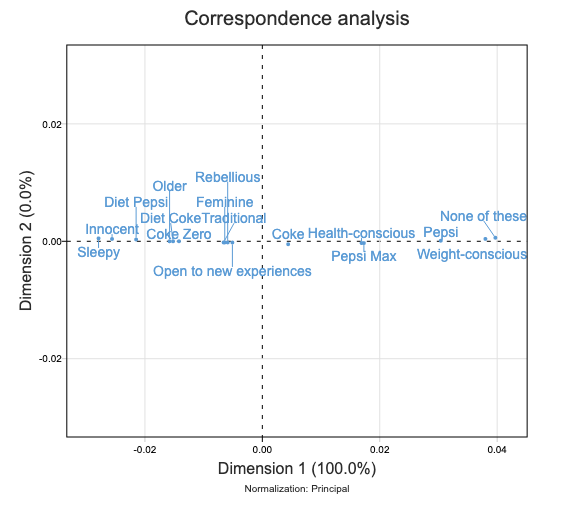 Correspondence analysis
Dimension 2 (0.0%)
0.02
0.00
-0.02
Rebellious
Older
Diet Pepsi
Feminine
Diet Coke
Traditional
None of these
Innocent
Coke Zero
Coke
Health-conscious
Pepsi
Sleepy
Pepsi Max
Weight-conscious
Open to new experiences
-0.02
0.00
0.02
0.04
Dimension 1 (100.0%)
Normalization: Principal